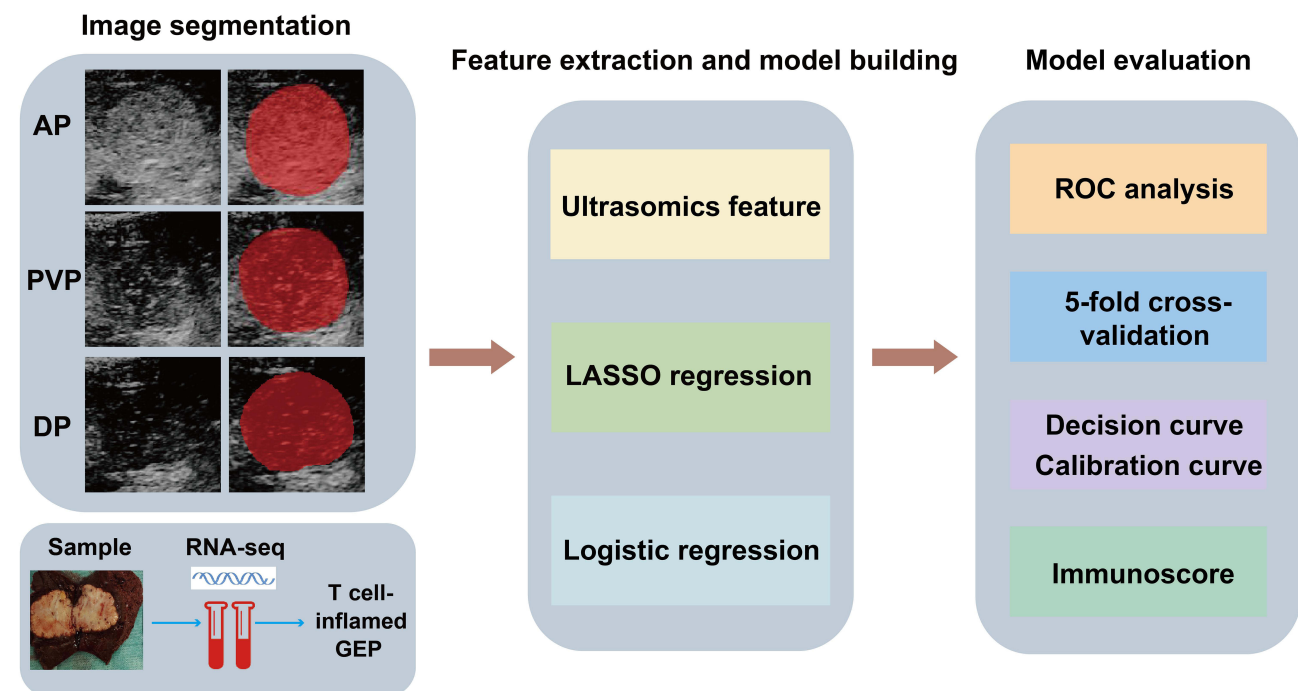 Image segmentation
AP
PVP
DP
Sample
RNA-seq
T cell-
inflamed
GEP
Feature extraction and model building
Ultrasomics feature
LASSO regression
Logistic regression
Model evaluation
ROC analysis
5-fold cross-
validation
Decision curve
Calibration curve
Immunoscore